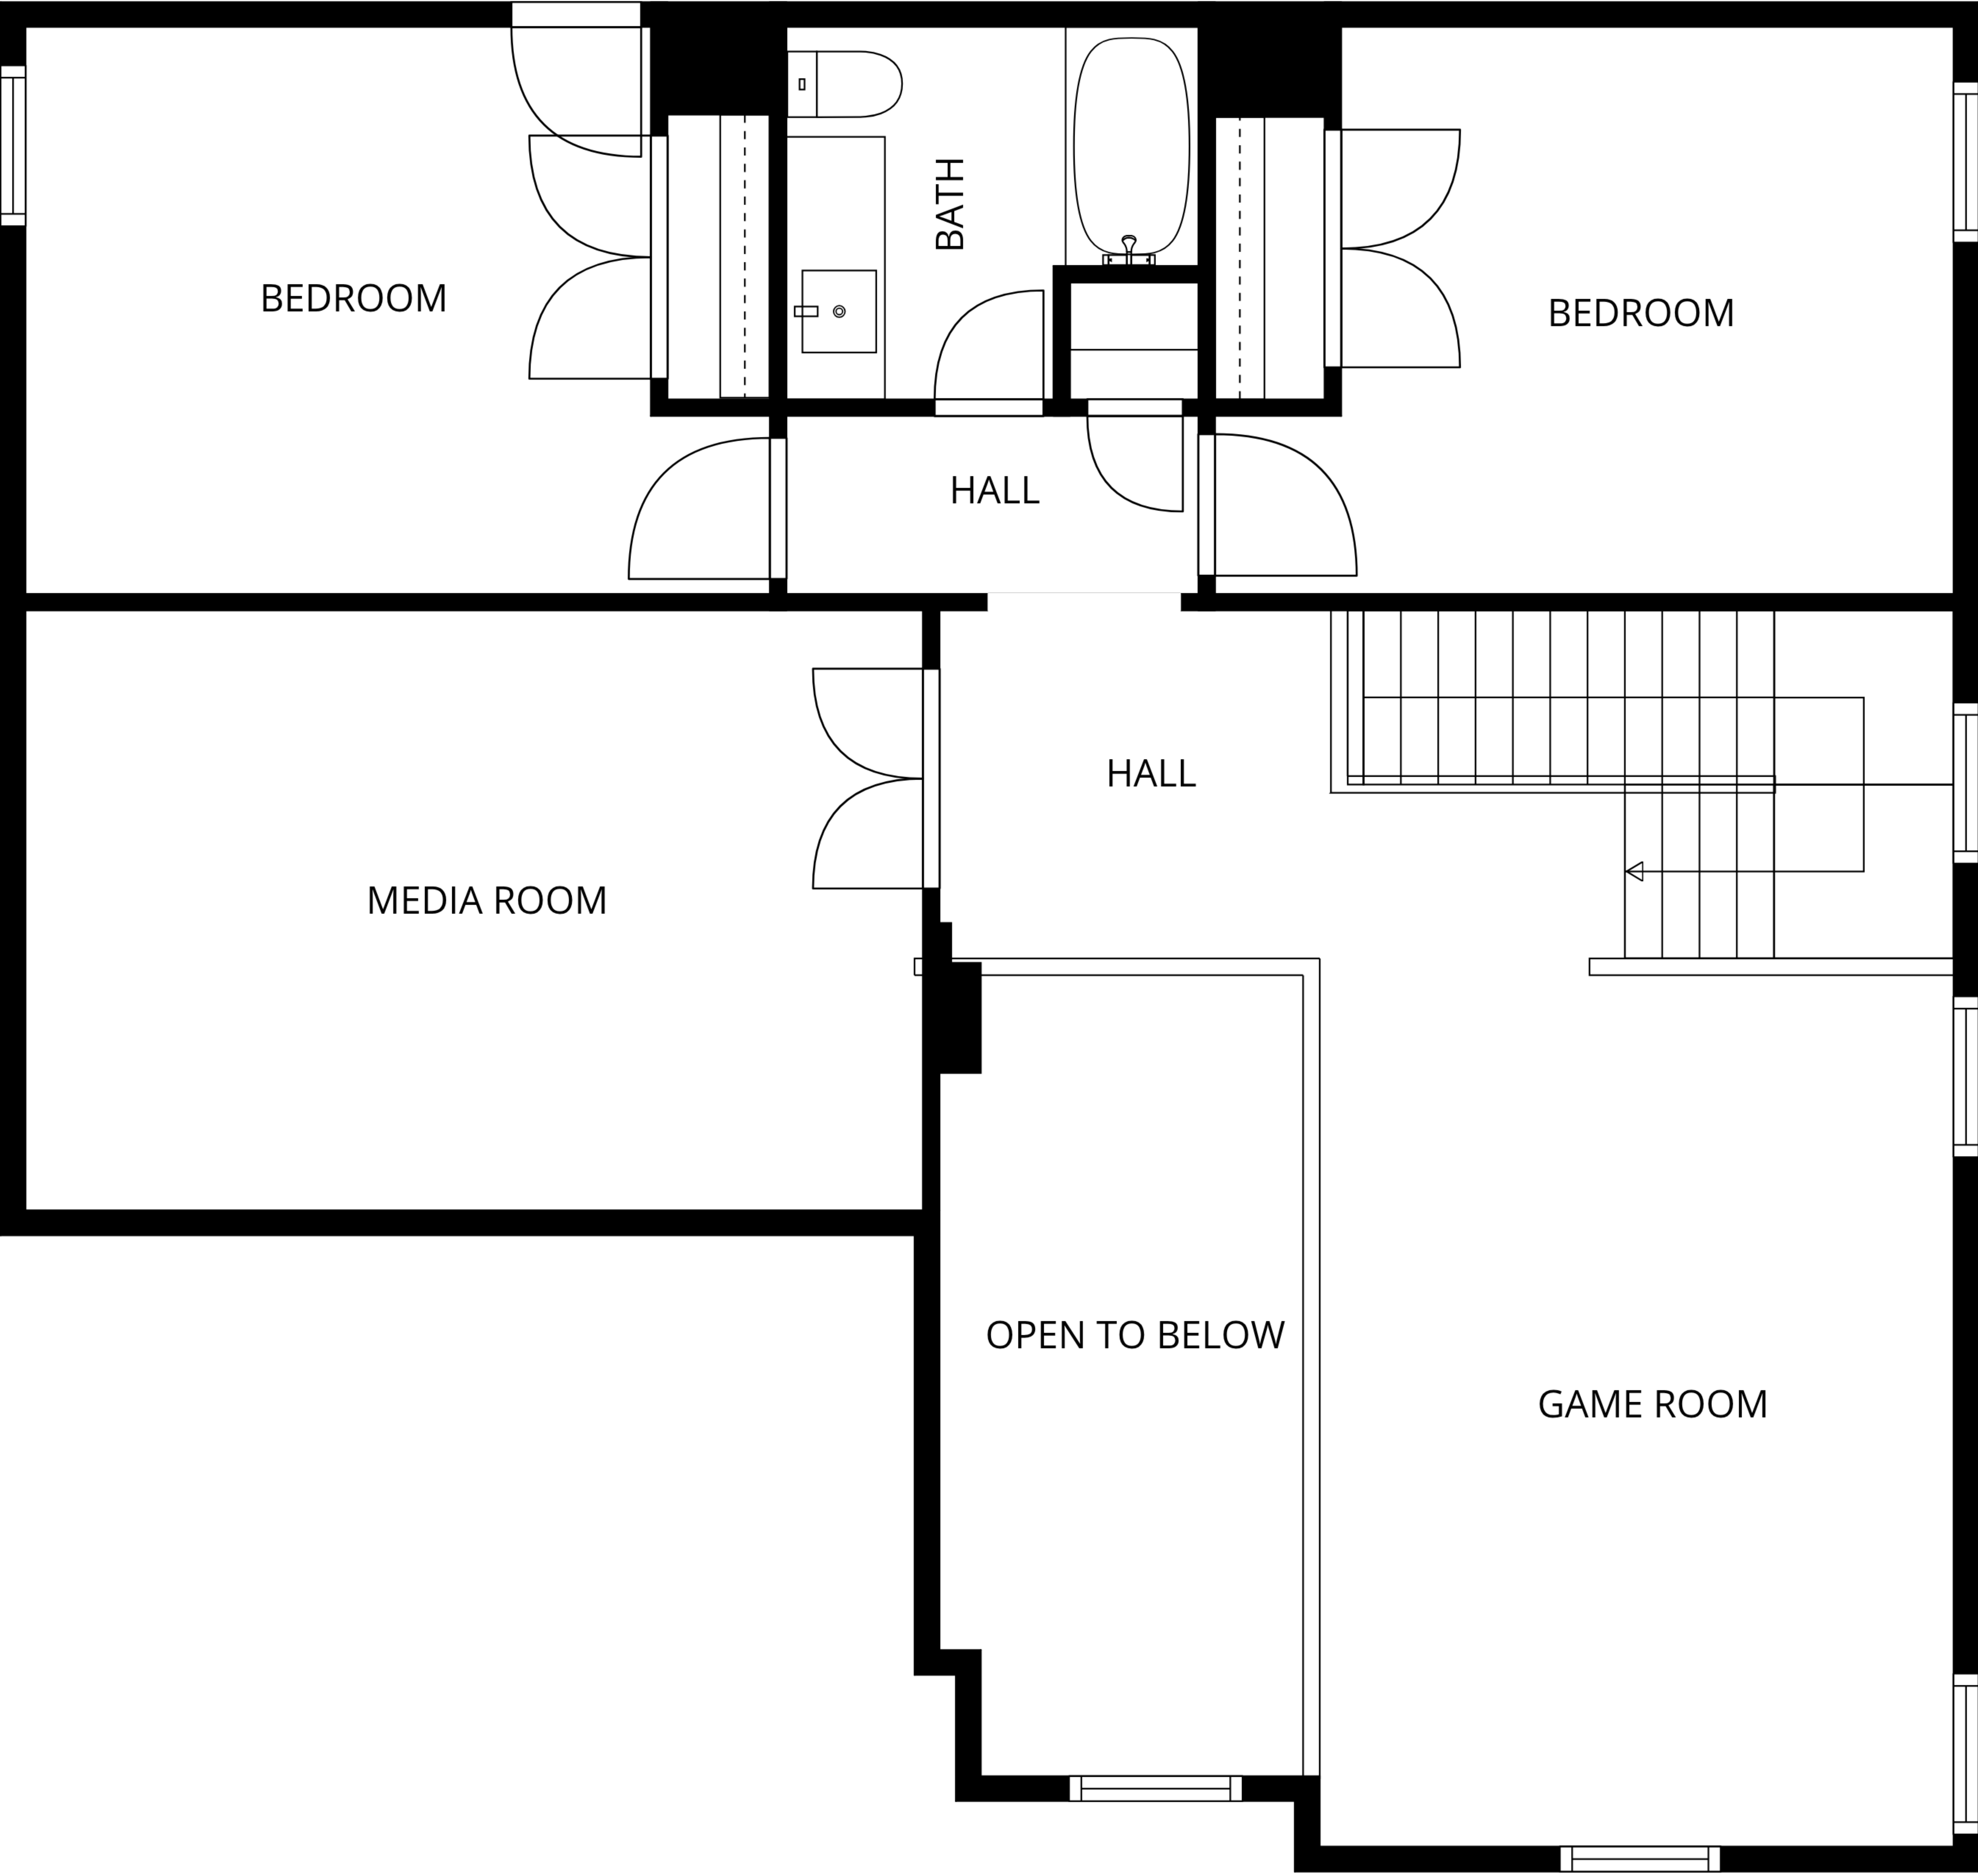 BATH
BEDROOM
BEDROOM
HALL
HALL
MEDIA ROOM
OPEN TO BELOW
GAME ROOM